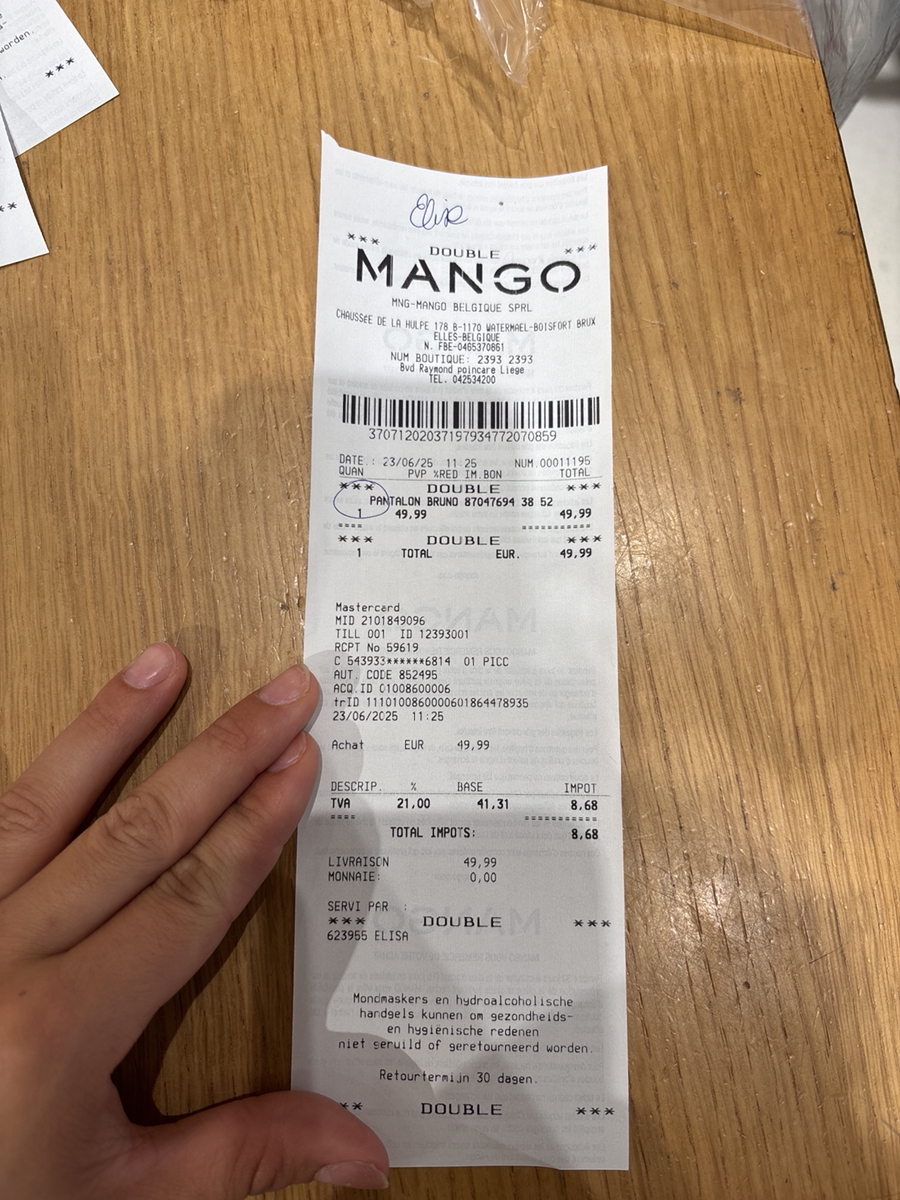 worden.
***
**
Elisa
*** DOUBLE ***
MANGO
MNG-MANGO BELGIQUE SPRL
CHAUSSÉE DE LA HULPE 178 B-1170 WATERMAEL-BOISFORT BRUX
ELLES-BELGIQUE
N. FBE-0465370861
NUM BOUTIQUE: 2393 2393
Bvd Raymond poincare Liege
TEL. 042534200
37071202037197934772070859
DATE.: 23/06/25 11 25 NUM.00011195
QUAN PVP %RED IM.BON TOTAL
*** DOUBLE ***
PANTALON BRUNO 87047694 38 52
1 49,99 49,99
==== ===========
*** DOUBLE ***
1 TOTAL EUR. 49,99
Mastercard
MID 2101849096
TILL 001 ID 12393001
RCPT No 59619
C 543933******6814 01 PICC
AUT. CODE 852495
ACQ.ID 01008600006
trID 1110100860000601864478935
23/06/2025 11:25
Achat EUR 49,99
DESCRIP. % BASE IMPOT
TVA 21,00 41,31 8,68
==== ===========
TOTAL IMPOTS: 8,68
LIVRAISON 49,99
MONNAIE: 0,00
SERVI PAR :
*** DOUBLE ***
623955 ELISA
Mondmaskers en hydroalcoholische
handgels kunnen om gezondheids-
en hygiënische redenen
niet geruild of geretourneerd worden.
Retourtermijn 30 dagen.
** DOUBLE ***